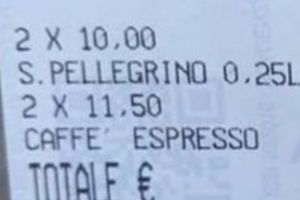 2 X 10,00
S.PELLEGRINO 0,25L
2 X 11,50
CAFFE' ESPRESSO
TOTALE €